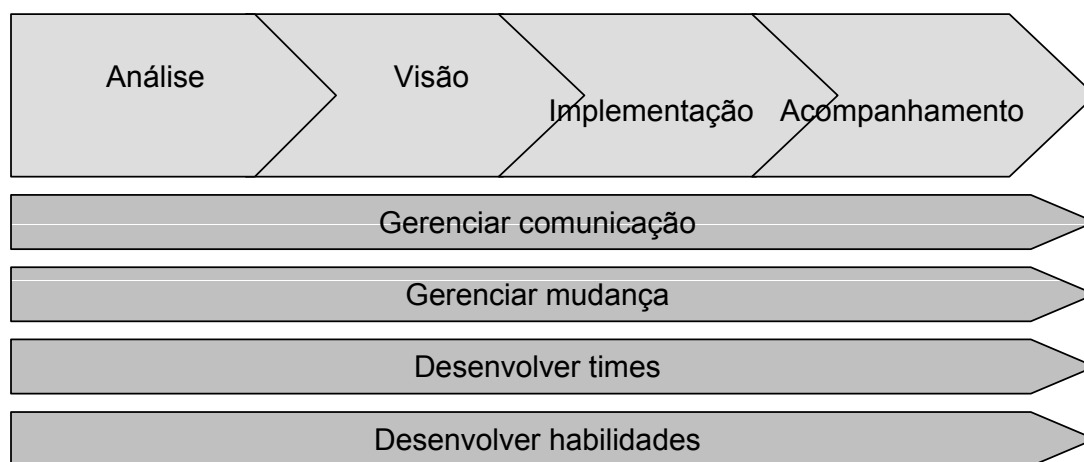 Análise
Visão
Implementação
Acompanhamento
Gerenciar comunicação
Gerenciar mudança
Desenvolver times
Desenvolver habilidades